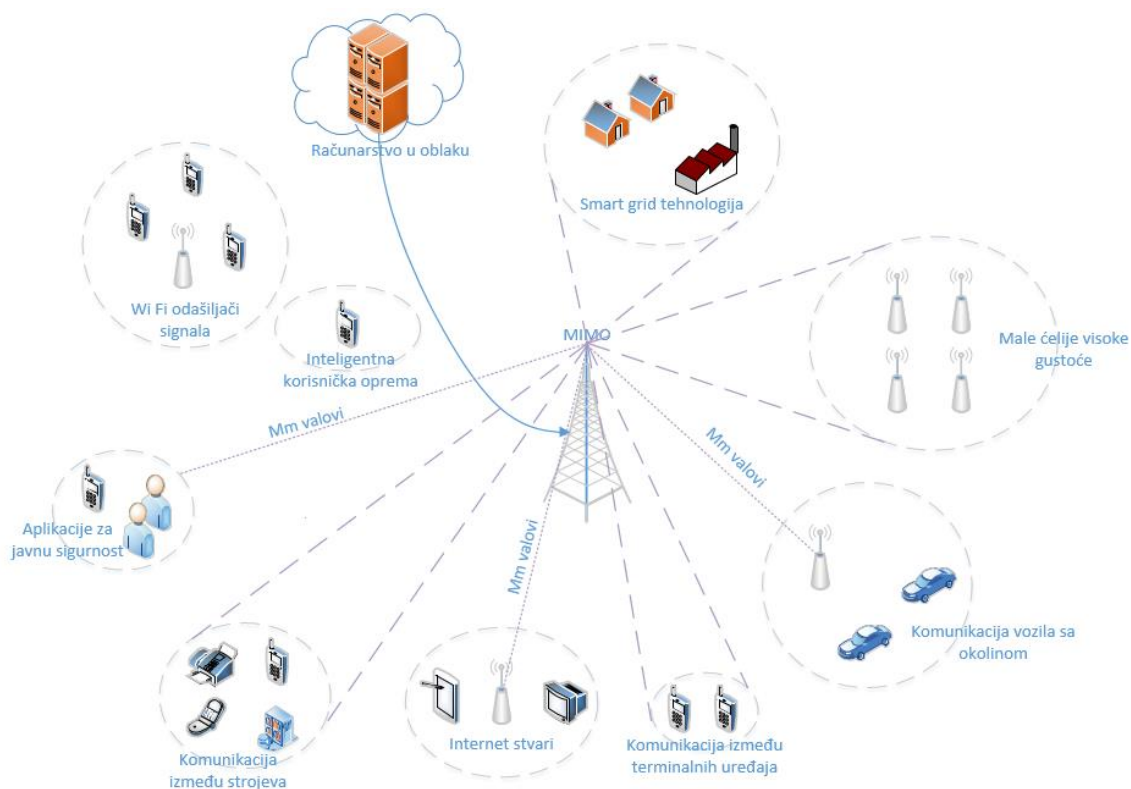 Računarstvo u oblaku
Smart grid tehnologija
Wi Fi odašiljači
signala
Inteligentna
korisnička oprema
MIMO
Male ćelije visoke
gustoće
Mm valovi
Mm valovi
Mm valovi
Aplikacije za
javnu sigurnost
Komunikacija vozila sa
okolinom
Komunikacija
između strojeva
Internet stvari
Komunikacija između
terminalnih uređaja